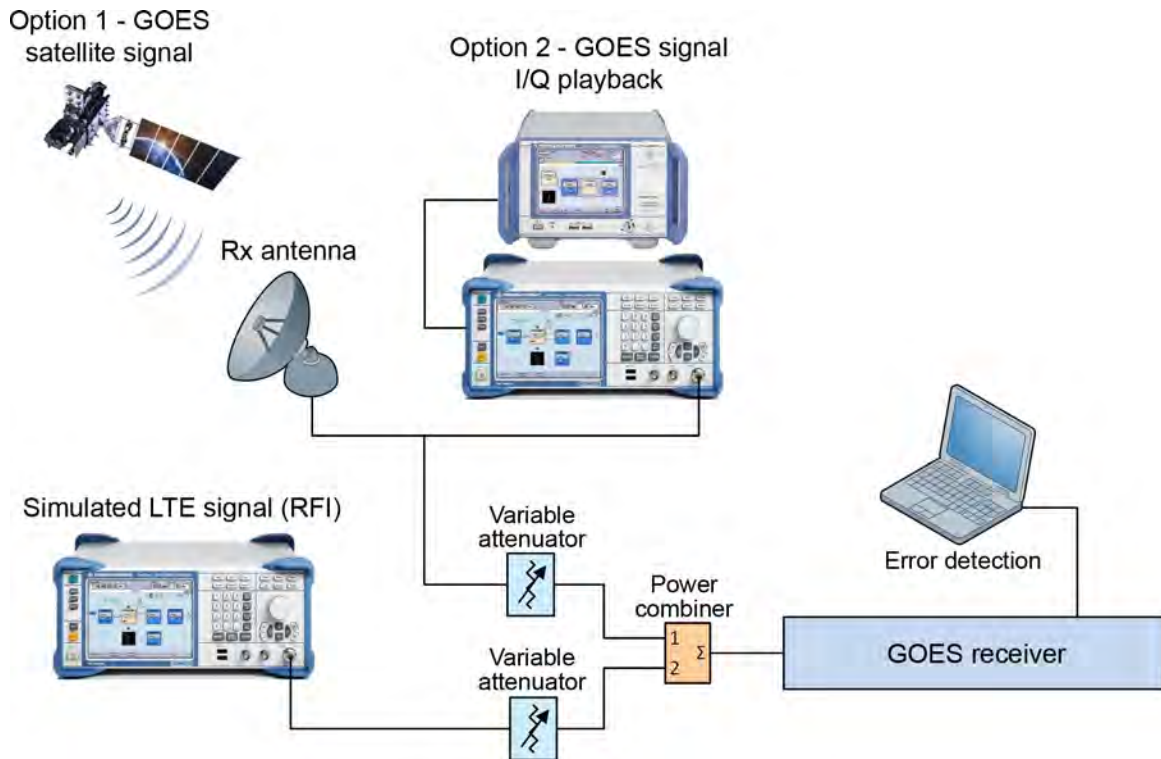 Option 1 - GOES
satellite signal
Option 2 - GOES signal
I/Q playback
Rx antenna
Simulated LTE signal (RFI)
Variable
attenuator
Power
combiner
1
2
Σ
Variable
attenuator
Error detection
GOES receiver